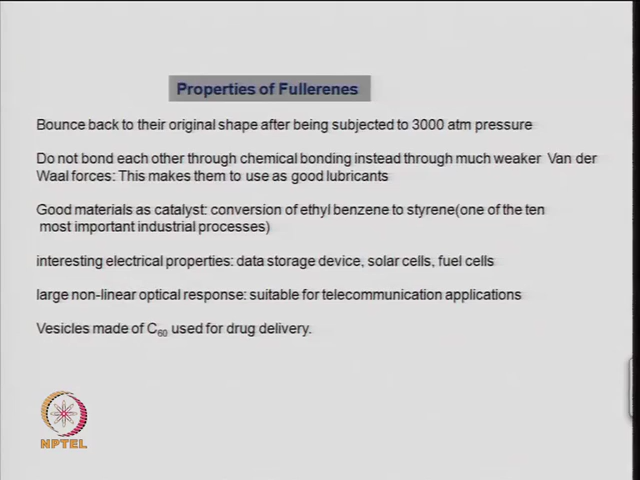 Properties of Fullerenes
Bounce back to their original shape after being subjected to 3000 atm pressure
Do not bond each other through chemical bonding instead through much weaker Van der
Waal forces: This makes them to use as good lubricants
Good materials as catalyst: conversion of ethyl benzene to styrene(one of the ten
most important industrial processes)
interesting electrical properties: data storage device, solar cells, fuel cells
large non-linear optical response: suitable for telecommunication applications
Vesicles made of C₆₀ used for drug delivery.
NPTEL